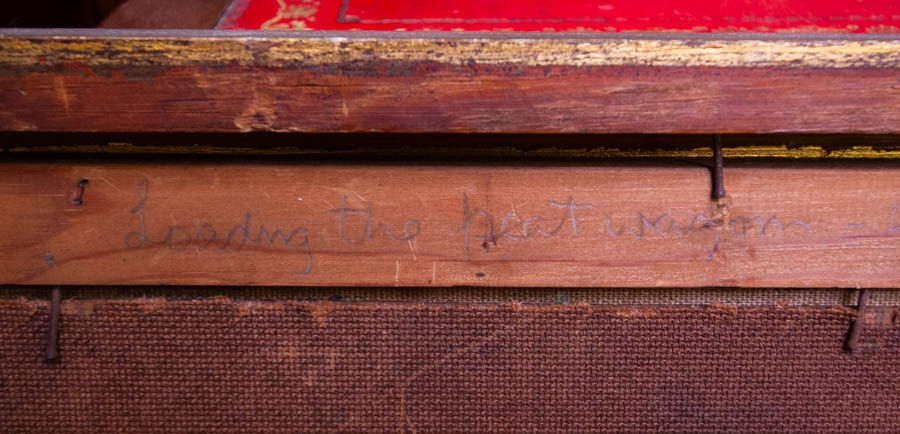 Loading the peat wagon -